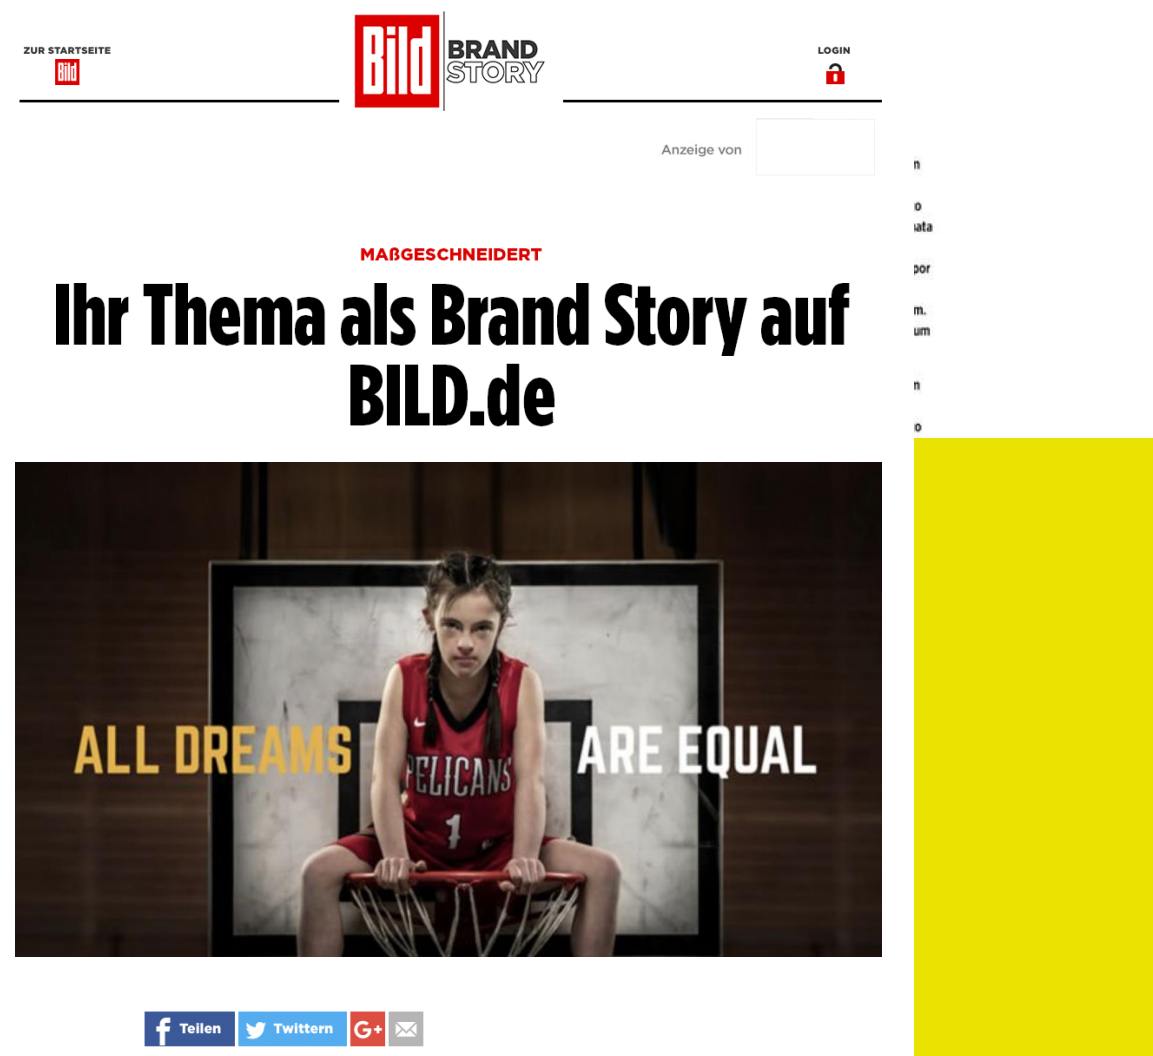 ZUR STARTSEITE
Bild
Bild
BRAND
STORY
LOGIN
Anzeige von
MAßGESCHNEIDERT
Ihr Thema als Brand Story auf
BILD.de
ALL DREAMS
ARE EQUAL
PELICANS
1
Teilen
Twittern
G+